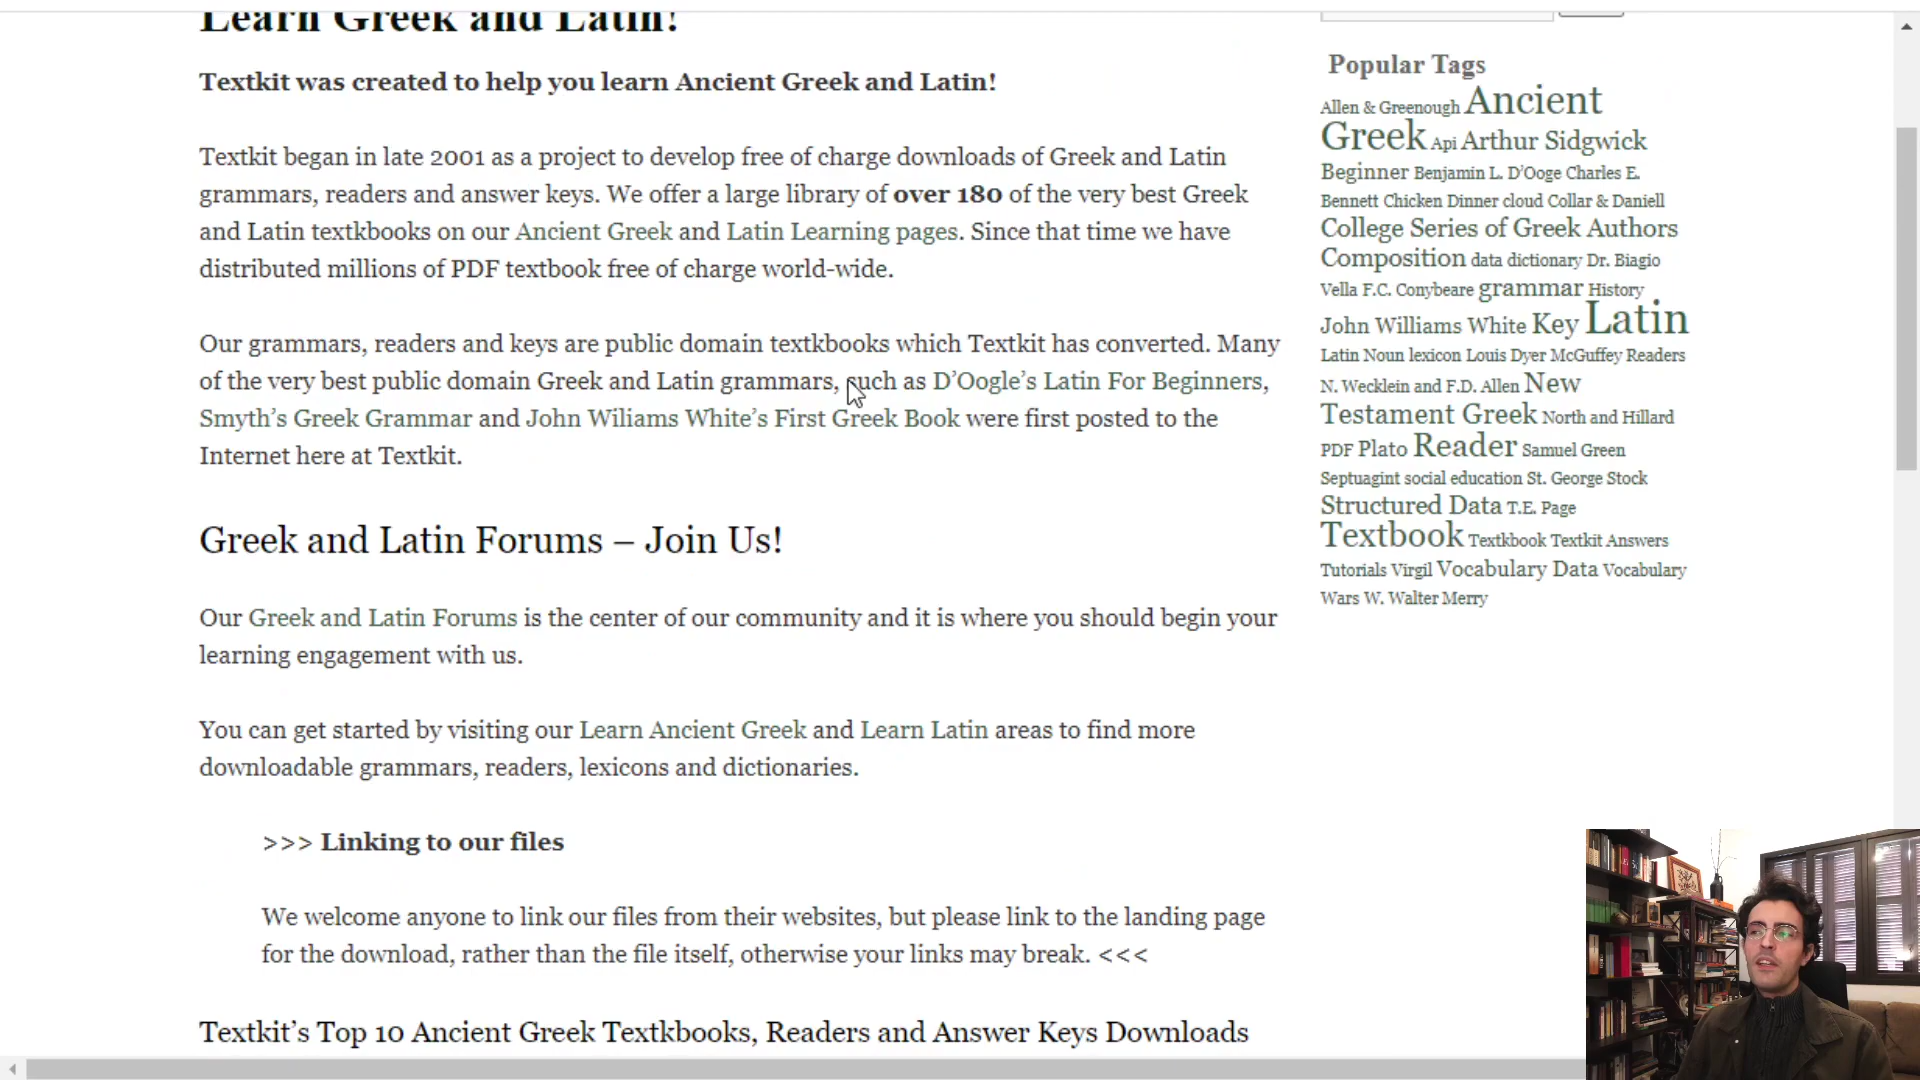 Learn Greek and Latin!
Textkit was created to help you learn Ancient Greek and Latin!
Textkit began in late 2001 as a project to develop free of charge downloads of Greek and Latin
grammars, readers and answer keys. We offer a large library of over 180 of the very best Greek
and Latin textkbooks on our Ancient Greek and Latin Learning pages. Since that time we have
distributed millions of PDF textbook free of charge world-wide.
Our grammars, readers and keys are public domain textkbooks which Textkit has converted. Many
of the very best public domain Greek and Latin grammars, such as D’Oogle’s Latin For Beginners,
Smyth’s Greek Grammar and John Wiliams White’s First Greek Book were first posted to the
Internet here at Textkit.
Greek and Latin Forums – Join Us!
Our Greek and Latin Forums is the center of our community and it is where you should begin your
learning engagement with us.
You can get started by visiting our Learn Ancient Greek and Learn Latin areas to find more
downloadable grammars, readers, lexicons and dictionaries.
>>> Linking to our files
We welcome anyone to link our files from their websites, but please link to the landing page
for the download, rather than the file itself, otherwise your links may break. <<<
Textkit’s Top 10 Ancient Greek Textkbooks, Readers and Answer Keys Downloads
Popular Tags
Allen & Greenough Ancient
Greek Api Arthur Sidgwick
Beginner Benjamin L. D’Ooge Charles E.
Bennett Chicken Dinner cloud Collar & Daniell
College Series of Greek Authors
Composition data dictionary Dr. Biagio
Vella F.C. Conybeare grammar History
John Williams White Key Latin
Latin Noun lexicon Louis Dyer McGuffey Readers
N. Wecklein and F.D. Allen New
Testament Greek North and Hillard
PDF Plato Reader Samuel Green
Septuagint social education St. George Stock
Structured Data T.E. Page
Textbook Textkbook Textkit Answers
Tutorials Virgil Vocabulary Data Vocabulary
Wars W. Walter Merry